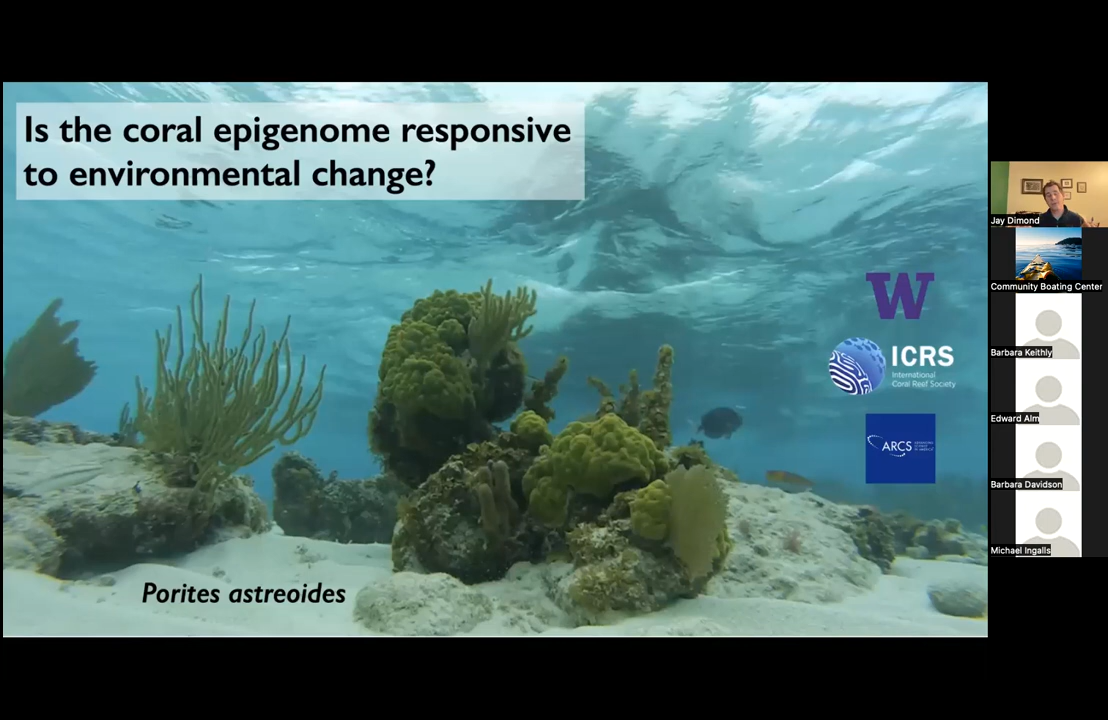 Is the coral epigenome responsive
to environmental change?
W
ICRS
International
Coral Reef Society
ARCS
Porites astreoides
Jay Dimond
Community Boating Center
Barbara Keithly
Edward Alm
Barbara Davidson
Michael Ingalls